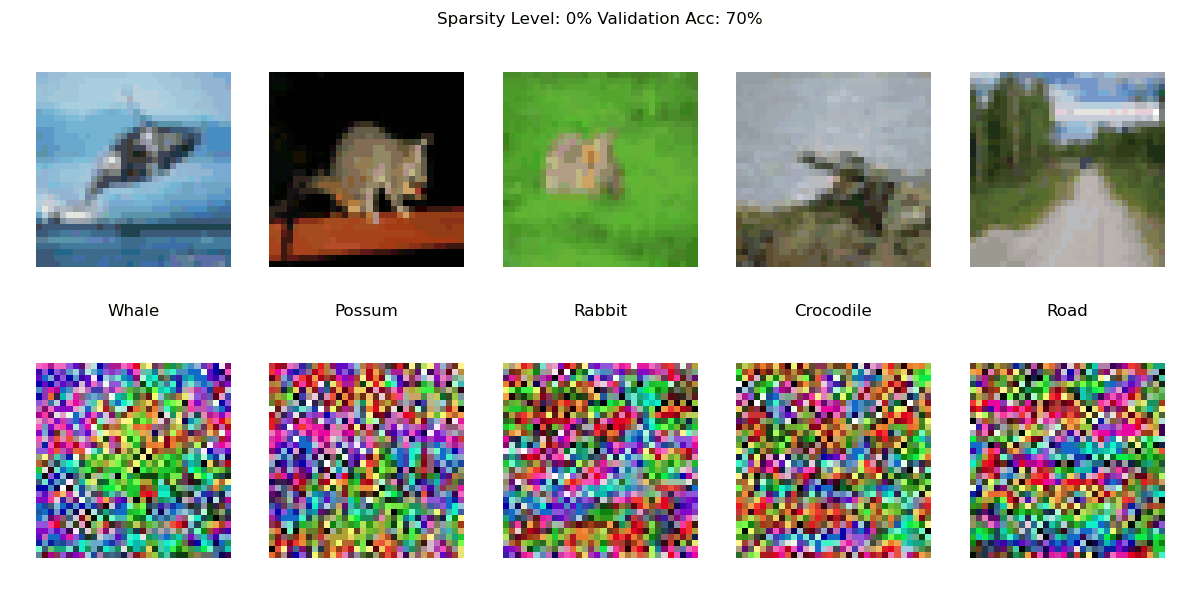 Sparsity Level: 0% Validation Acc: 70%
Whale
Possum
Rabbit
Crocodile
Road